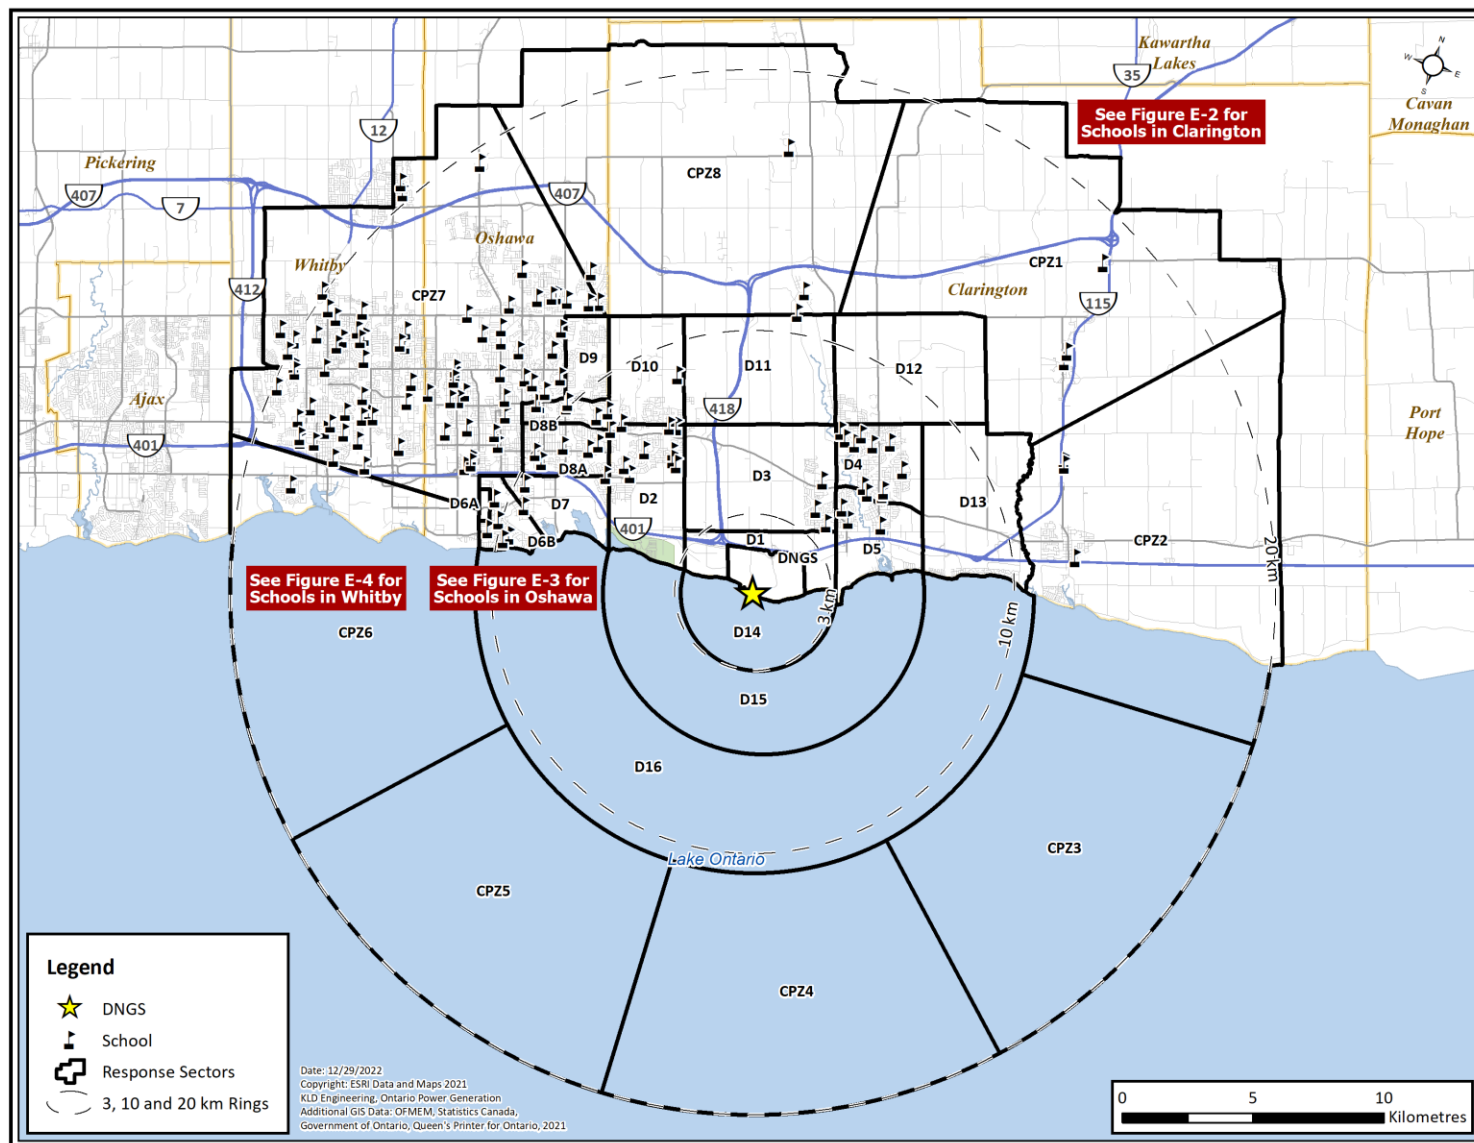 Kawartha
Lakes
N
W
E
S
35
Cavan
Monaghan
See Figure E-2 for
Schools in Clarington
12
Pickering
CPZ8
407
407
7
Oshawa
Whitby
CPZ1
412
CPZ7
Clarington
115
D9
D10
D11
D12
Ajax
418
Port
Hope
401
D8B
D8A
D4
D3
D6A
D7
D2
D13
401
D1
D6B
D5
CPZ2
DNGS
20 km
See Figure E-4 for
Schools in Whitby
See Figure E-3 for
Schools in Oshawa
3 km
10 km
CPZ6
D14
D15
D16
Lake Ontario
CPZ3
CPZ5
CPZ4
Legend
DNGS
School
Response Sectors
3, 10 and 20 km Rings
Date: 12/29/2022
Copyright: ESRI Data and Maps 2021
KLD Engineering, Ontario Power Generation
Additional GIS Data: OFMEM, Statistics Canada,
Government of Ontario, Queen's Printer for Ontario, 2021
0 5 10
Kilometres